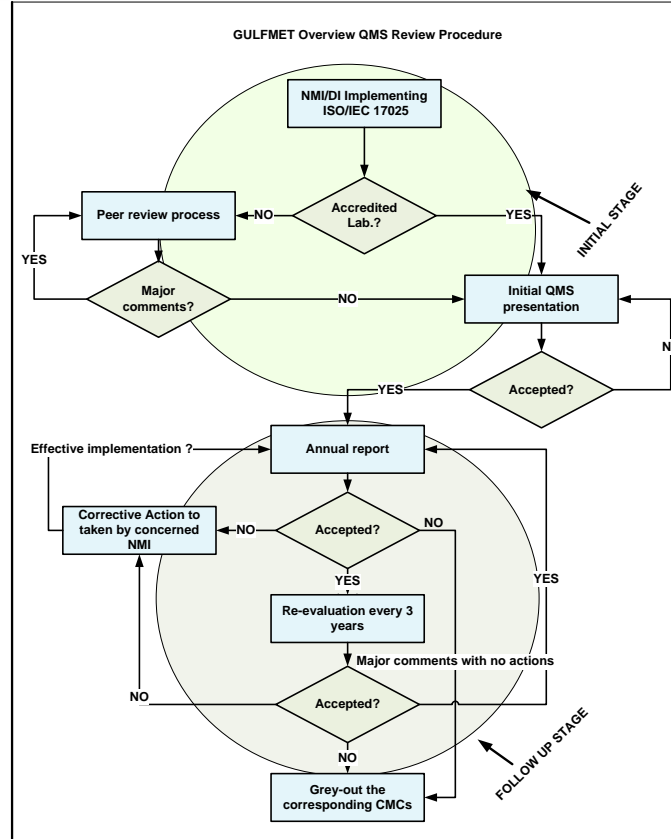 GULFMET Overview QMS Review Procedure
NMI/DI Implementing
ISO/IEC 17025
Accredited
Lab.?
NO
YES
INITIAL STAGE
Peer review process
YES
Major
comments?
NO
Initial QMS
presentation
Accepted?
YES
Annual report
Effective implementation ?
Accepted?
NO
NO
Corrective Action to
taken by concerned
NMI
YES
YES
Re-evaluation every 3
years
Major comments with no actions
Accepted?
NO
NO
FOLLOW UP STAGE
Grey-out the
corresponding CMCs